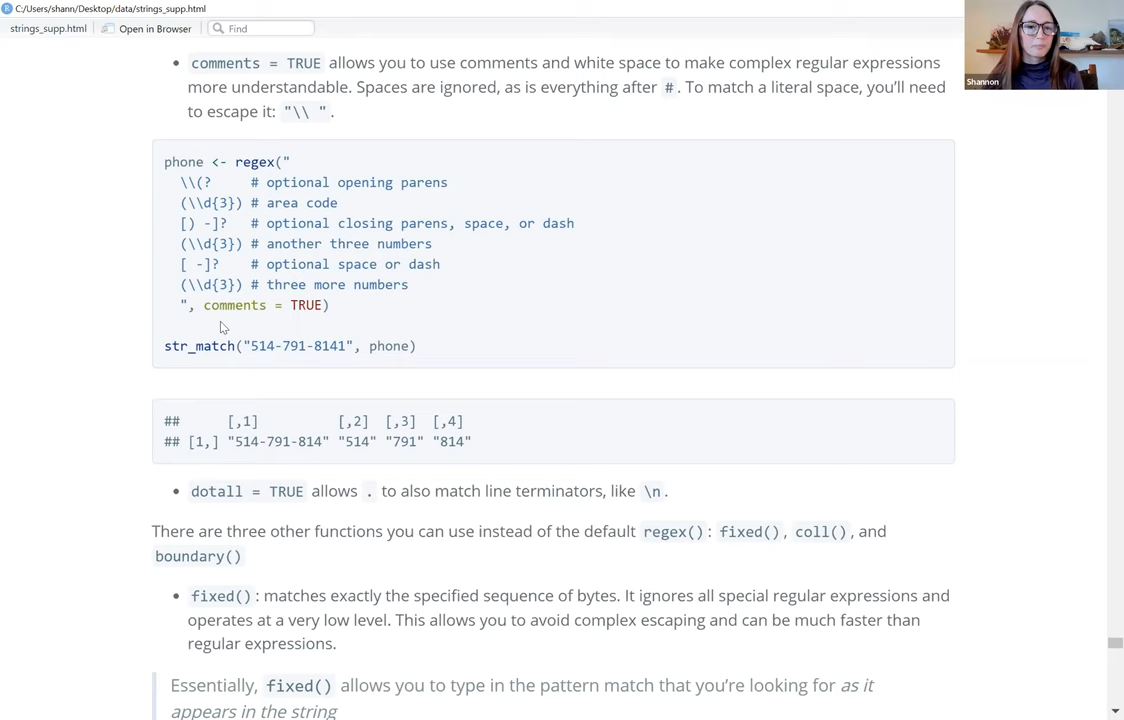 C:/Users/shann/Desktop/data/strings_supp.html
strings_supp.html Open in Browser Find
Shannon
• comments = TRUE allows you to use comments and white space to make complex regular expressions
more understandable. Spaces are ignored, as is everything after #. To match a literal space, you'll need
to escape it: "\\ ".
phone <- regex("
\\(? # optional opening parens
(\\d{3}) # area code
[) -]? # optional closing parens, space, or dash
(\\d{3}) # another three numbers
[ -]? # optional space or dash
(\\d{3}) # three more numbers
", comments = TRUE)
str_match("514-791-8141", phone)
## [,1] [,2] [,3] [,4]
## [1,] "514-791-814" "514" "791" "814"
• dotall = TRUE allows . to also match line terminators, like \n.
There are three other functions you can use instead of the default regex(): fixed(), coll(), and
boundary()
• fixed(): matches exactly the specified sequence of bytes. It ignores all special regular expressions and
operates at a very low level. This allows you to avoid complex escaping and can be much faster than
regular expressions.
Essentially, fixed() allows you to type in the pattern match that you're looking for as it
appears in the string